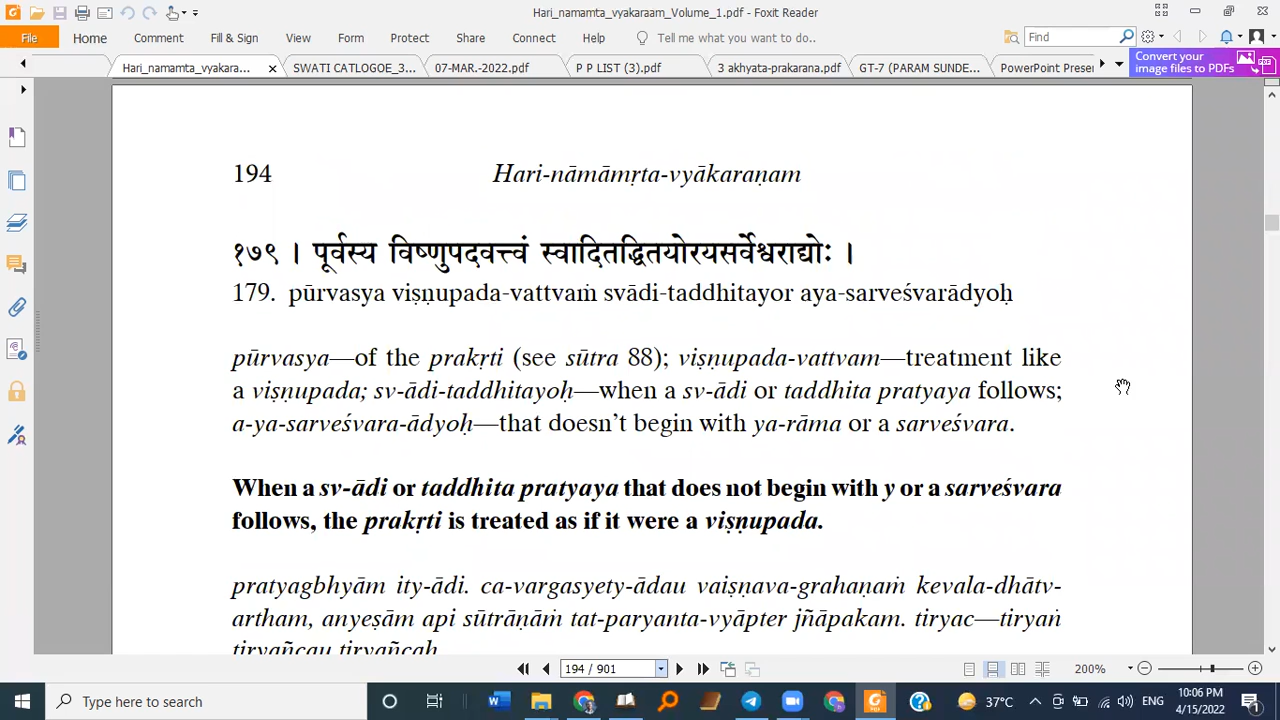 Hari_namamta_vyakaraam_Volume_1.pdf - Foxit Reader
File Home Comment Fill & Sign View Form Protect Share Connect Help Tell me what you want to do... Find
Hari_namamta_vyakara... SWATI CATLOGOE_3... 17-MAR.-2022.pdf P P LIST (3).pdf 3 akhyata-prakarana.pdf GT-7 (PARAM SUNDE... PowerPoint Preser
Convert your
image files to PDFs
194 Hari-nāmāmṛta-vyākaraṇam
१७९ । पूर्वस्य विष्णुपदवत्त्वं स्वादितद्धितयोरयसर्वेश्वराद्योः ।
179. pūrvasya viṣṇupada-vattvaṁ svādi-taddhitayor aya-sarveśvarādyoḥ
pūrvasya—of the prakṛti (see sūtra 88); viṣṇupada-vattvam—treatment like
a viṣṇupada; sv-ādi-taddhitayoḥ—when a sv-ādi or taddhita pratyaya follows;
a-ya-sarveśvara-ādyoḥ—that doesn't begin with ya-rāma or a sarveśvara.
When a sv-ādi or taddhita pratyaya that does not begin with y or a sarveśvara
follows, the prakṛti is treated as if it were a viṣṇupada.
pratyagbhyām ity-ādi. ca-vargasyety-ādau vaiṣnava-grahaṇaṁ kevala-dhātv-
artham, anyeṣām api sūtrāṇāṁ tat-paryanta-vyāpter jñāpakam. tiryac—tiryaṅ
tiryañcau tiryañcaḥ
194 / 901 200%
Type here to search 37°C ENG 10:06 PM
4/15/2022